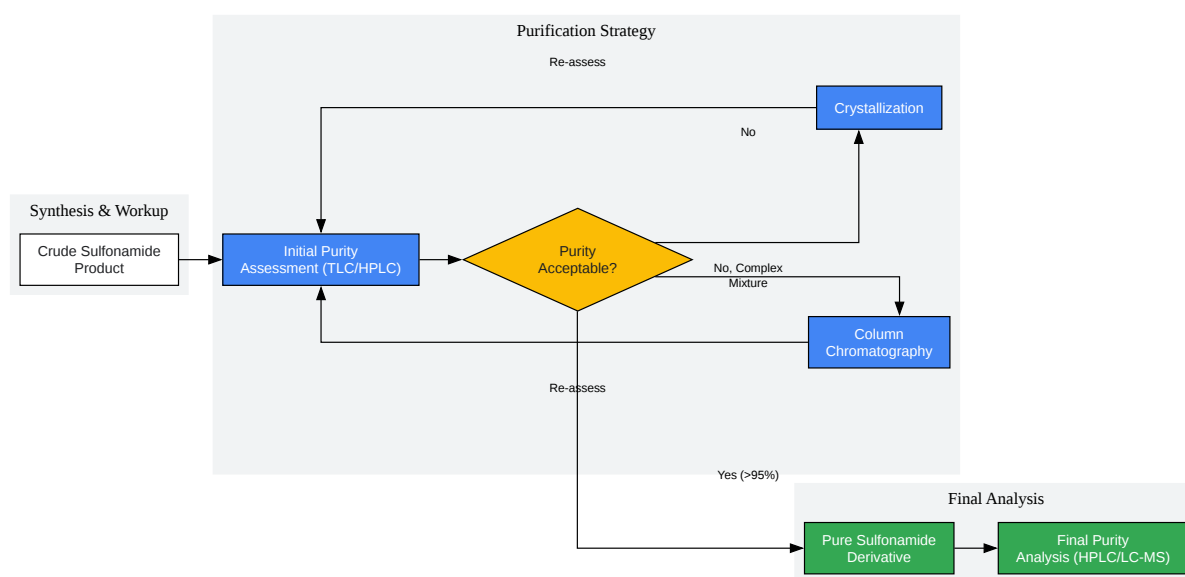 Purification Strategy
Re-assess
Crystallization
No
Synthesis & Workup
Crude Sulfonamide
Product
Initial Purity
Assessment (TLC/HPLC)
Purity
Acceptable?
No, Complex
Mixture
Column
Chromatography
Re-assess
Yes (>95%)
Final Analysis
Pure Sulfonamide
Derivative
Final Purity
Analysis (HPLC/LC-MS)